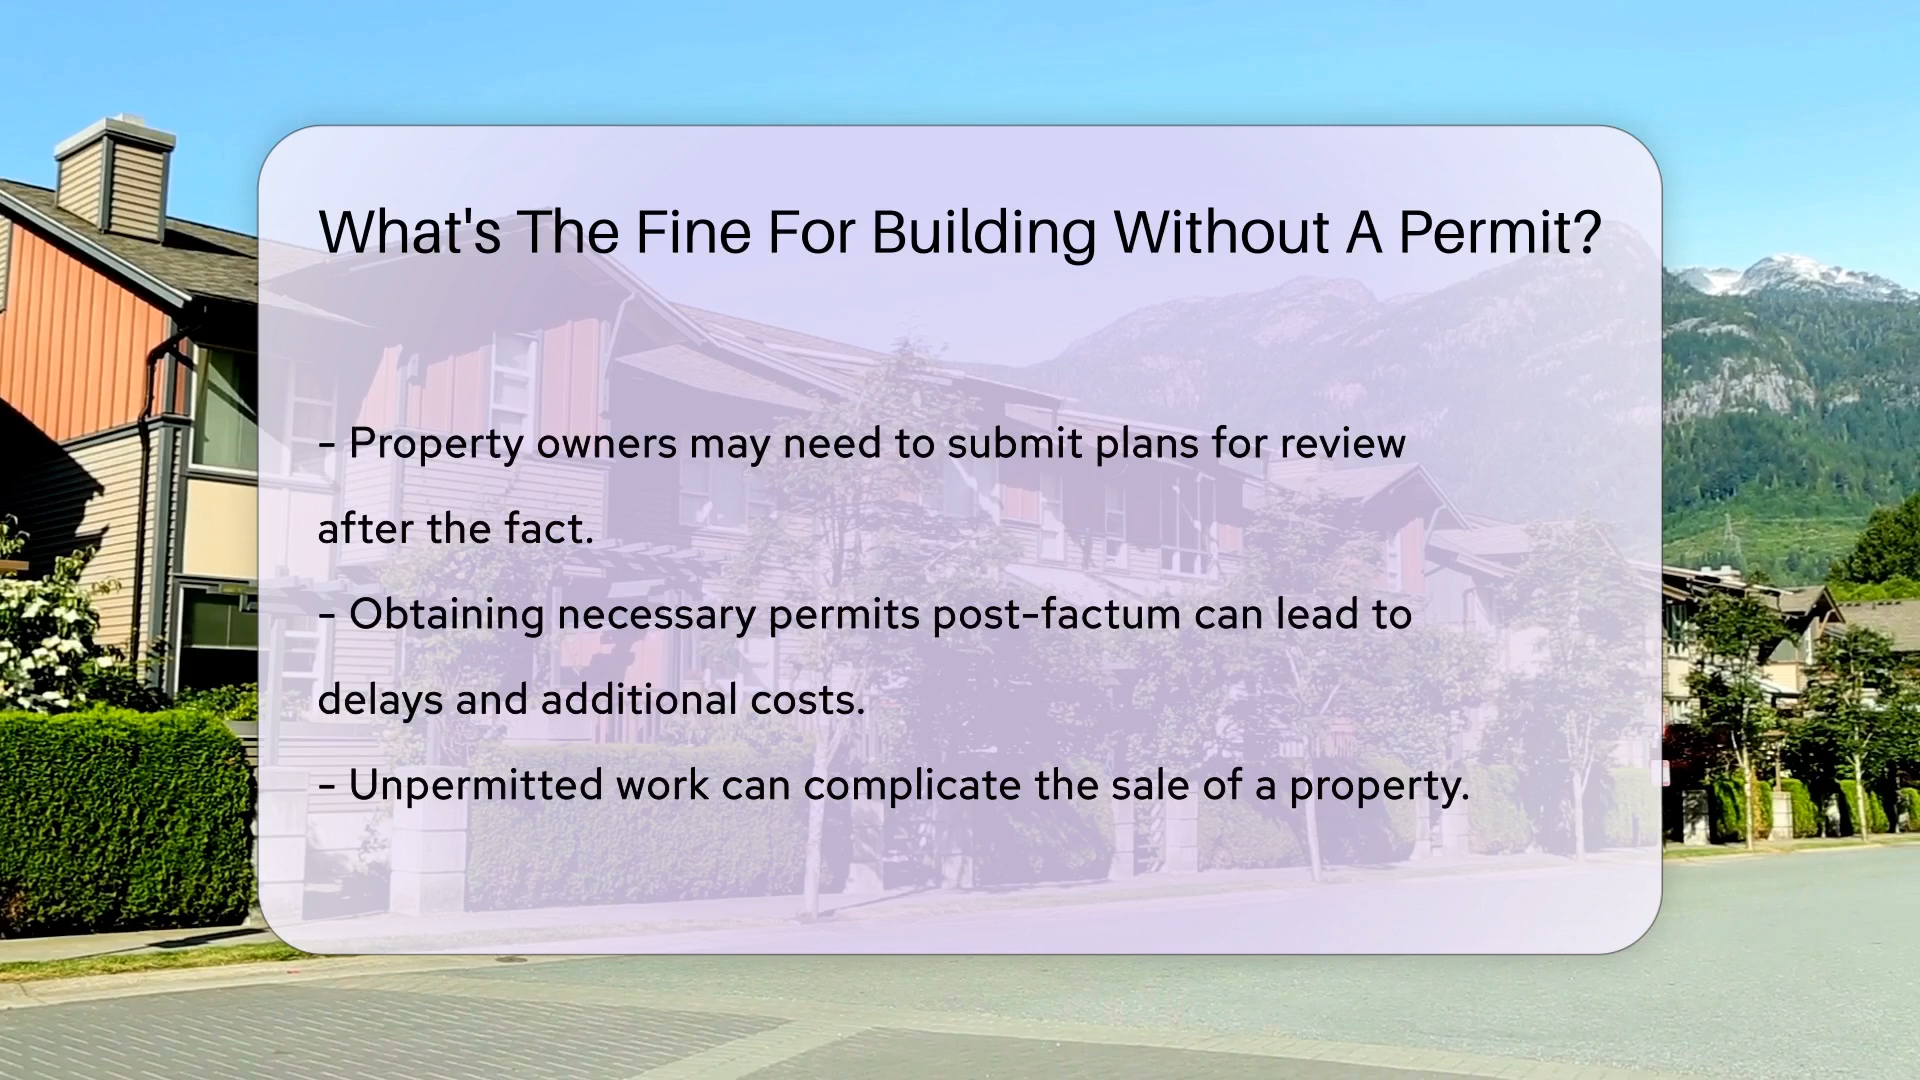 What's The Fine For Building Without A Permit?
- Property owners may need to submit plans for review
after the fact.
- Obtaining necessary permits post-factum can lead to
delays and additional costs.
- Unpermitted work can complicate the sale of a property.